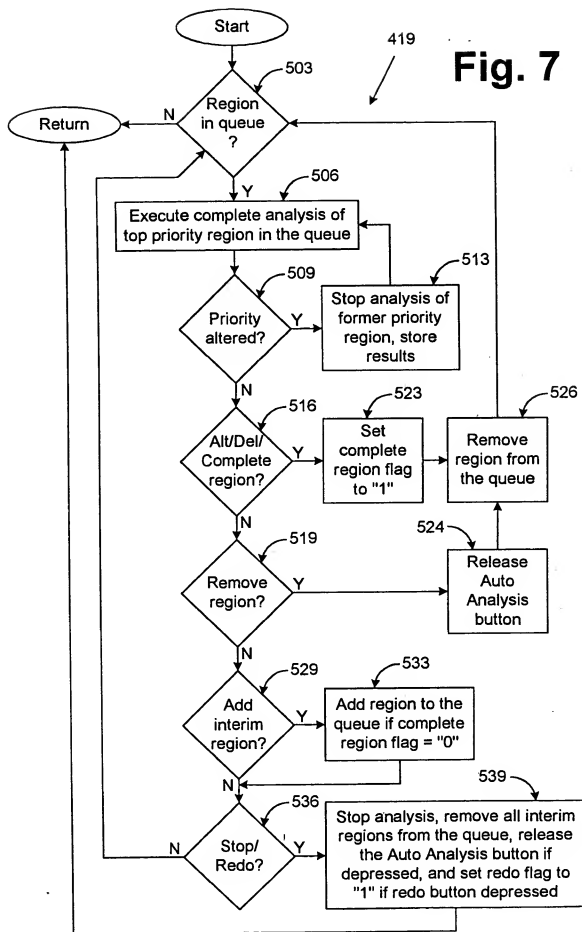 Start
Fig. 7
419
503
Region
in queue
?
N
Return
Y
506
Execute complete analysis of
top priority region in the queue
509
Priority
altered?
Y
513
Stop analysis of
former priority
region, store
results
N
516
Alt/Del/
Complete
region?
Y
523
Set
complete
region flag
to "1"
526
Remove
region from
the queue
N
519
Remove
region?
Y
524
Release
Auto
Analysis
button
N
529
Add
interim
region?
Y
533
Add region to the
queue if complete
region flag = "0"
N
536
Stop/
Redo?
N
Y
539
Stop analysis, remove all interim
regions from the queue, release
the Auto Analysis button if
depressed, and set redo flag to
"1" if redo button depressed